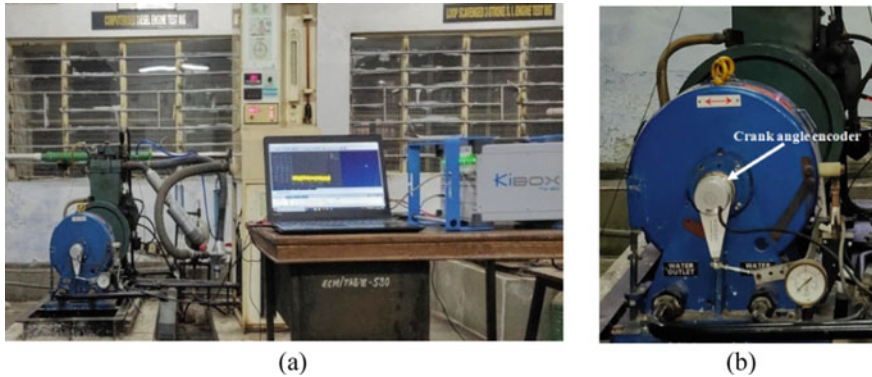 COMPUTERISED DIESEL ENGINE TEST RIG
LOOP SCAVENGED 2-STROKE S.I. ENGINE TEST RIG
KiBOX
Crank angle encoder
WATER
OUTLET
WATER
(a)
(b)